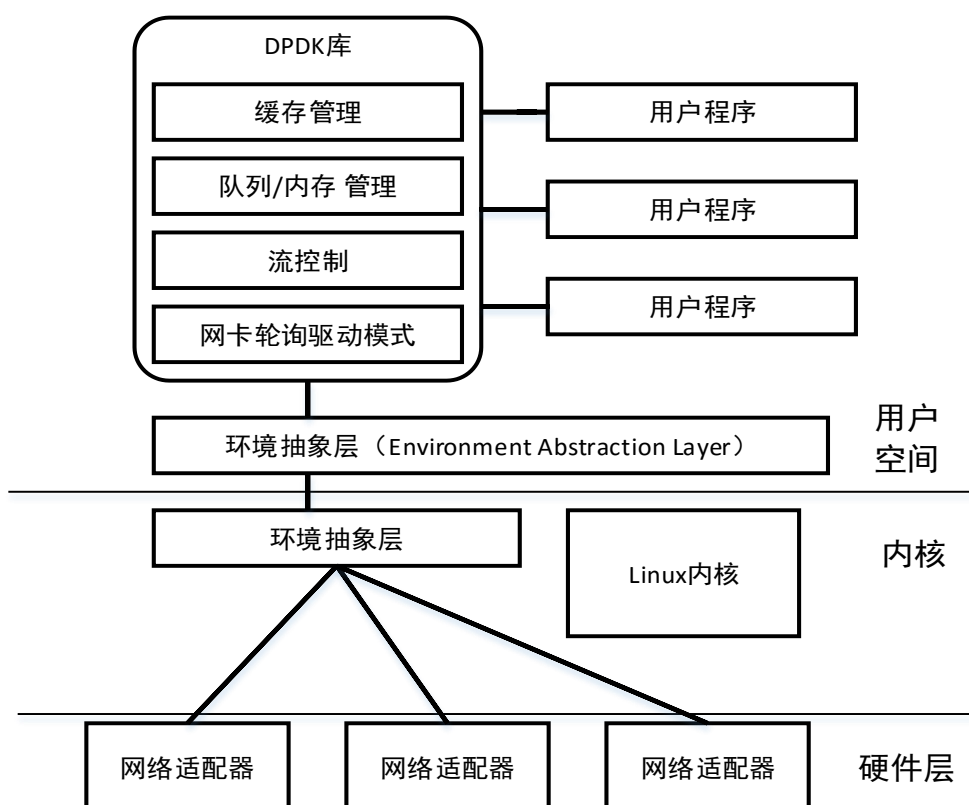 DPDK库
缓存管理
用户程序
队列/内存 管理
用户程序
流控制
用户程序
网卡轮询驱动模式
用户
空间
环境抽象层（Environment Abstraction Layer）
环境抽象层
内核
Linux内核
网络适配器
网络适配器
网络适配器
硬件层